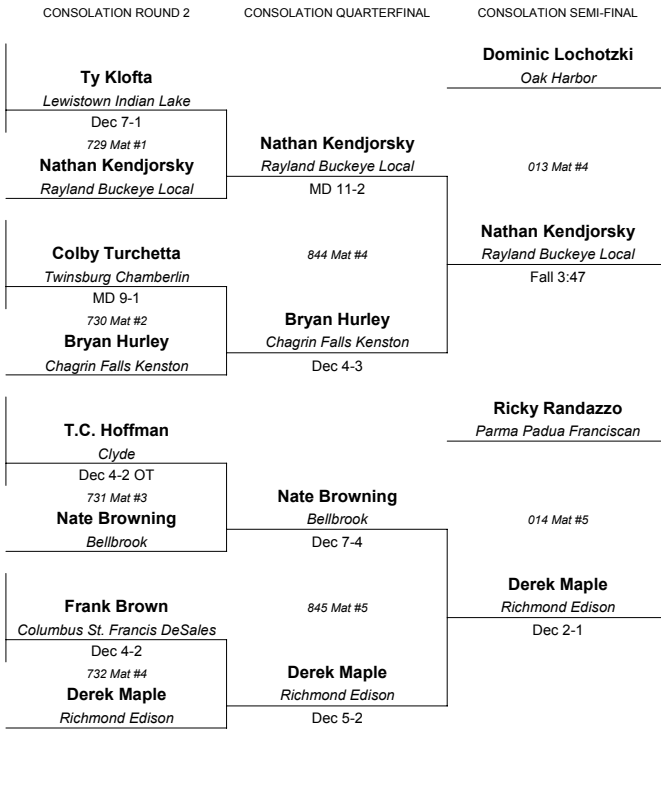 CONSOLATION ROUND 2
CONSOLATION QUARTERFINAL
CONSOLATION SEMI-FINAL
Ty Klofta
Lewistown Indian Lake
Dec 7-1
729 Mat #1
Nathan Kendjorsky
Rayland Buckeye Local
Colby Turchetta
Twinsburg Chamberlin
MD 9-1
730 Mat #2
Bryan Hurley
Chagrin Falls Kenston
T.C. Hoffman
Clyde
Dec 4-2 OT
731 Mat #3
Nate Browning
Bellbrook
Frank Brown
Columbus St. Francis DeSales
Dec 4-2
732 Mat #4
Derek Maple
Richmond Edison
Nathan Kendjorsky
Rayland Buckeye Local
MD 11-2
844 Mat #4
Bryan Hurley
Chagrin Falls Kenston
Dec 4-3
Nate Browning
Bellbrook
Dec 7-4
845 Mat #5
Derek Maple
Richmond Edison
Dec 5-2
Dominic Lochotzki
Oak Harbor
013 Mat #4
Nathan Kendjorsky
Rayland Buckeye Local
Fall 3:47
Ricky Randazzo
Parma Padua Franciscan
014 Mat #5
Derek Maple
Richmond Edison
Dec 2-1